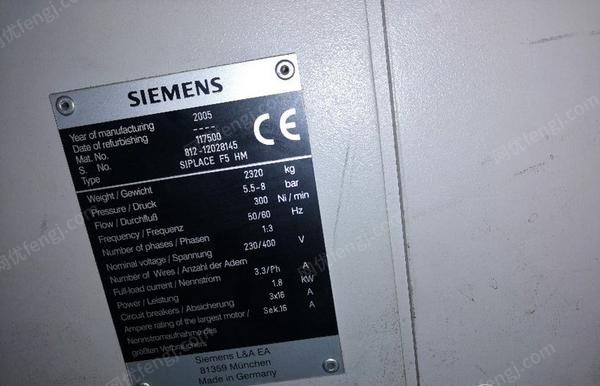 SIEMENS
Year of manufacturing 2005
Date of refurbishing ----
Mat. No. 117500
S. No. 812-12028145
Type SIPLACE F5 HM
Weight / Gewicht 2320 kg
Pressure / Druck 5.5-8 bar
Flow / Durchfluß 300 Nl / min
Frequency / Frequenz 50/60 Hz
Number of phases / Phasen 1:3
Nominal voltage / Spannung 230/400 V
Number of Wires / Anzahl der Adern
Full-load current / Nennstrom 3.3/Ph A
Power / Leistung 1.8 KW
Circuit breakers / Absicherung 3x16 A
Ampere rating of the largest motor / Sek.16 A
Nennstromaufnahme des
größten Verbrauchers
Siemens L&A EA
81359 München
Made in Germany
CE